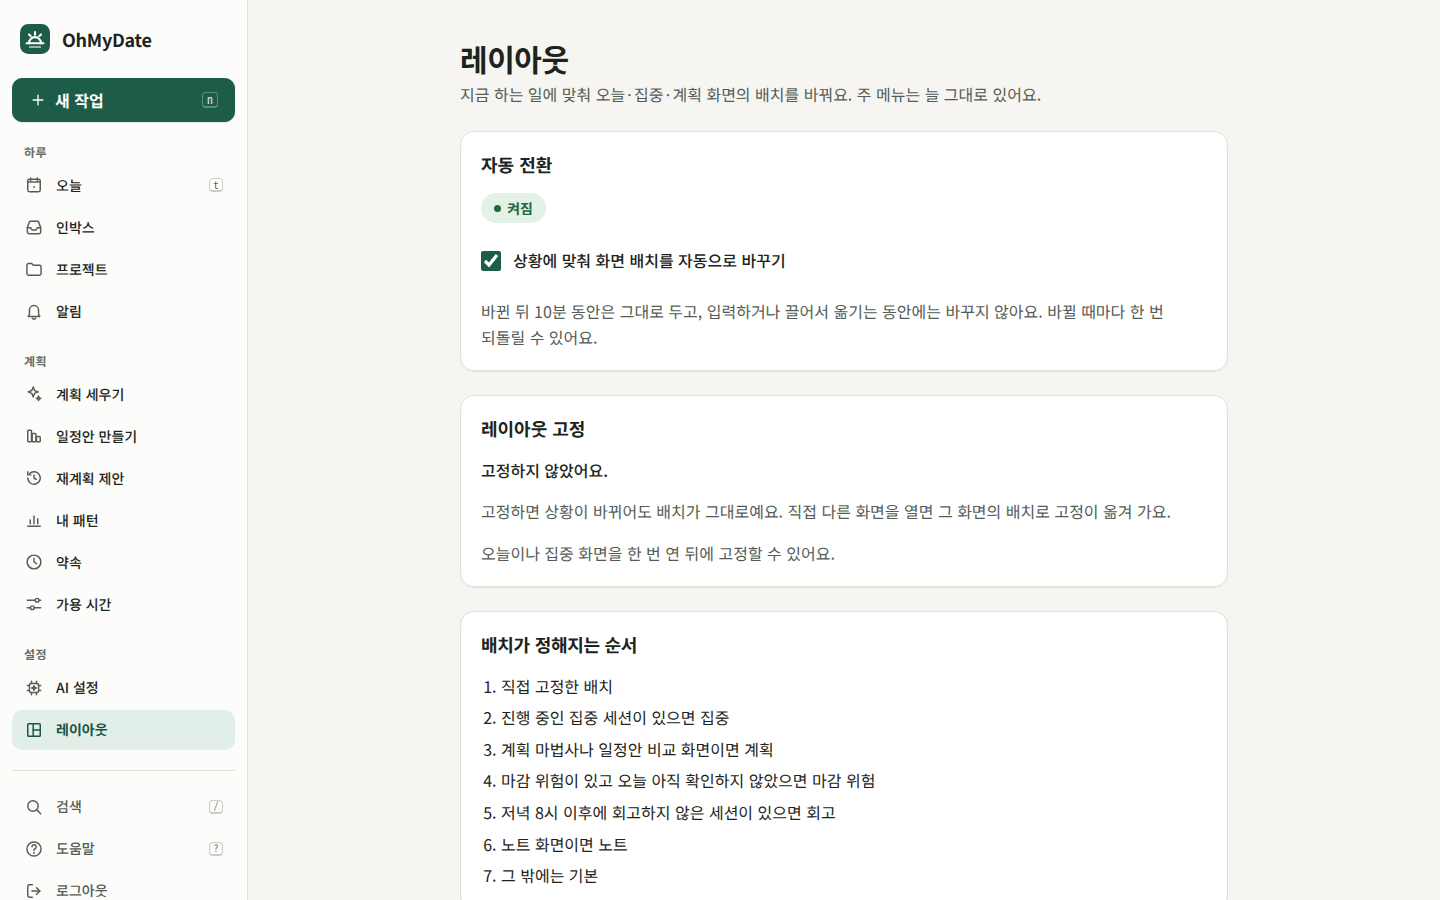 OhMyDate
새 작업 n
하루
오늘 t
인박스
프로젝트
알림
계획
계획 세우기
일정안 만들기
재계획 제안
내 패턴
약속
가용 시간
설정
AI 설정
레이아웃
검색 /
도움말 ?
로그아웃
레이아웃
지금 하는 일에 맞춰 오늘·집중·계획 화면의 배치를 바꿔요. 주 메뉴는 늘 그대로 있어요.
자동 전환
켜짐
상황에 맞춰 화면 배치를 자동으로 바꾸기
바뀐 뒤 10분 동안은 그대로 두고, 입력하거나 끌어서 옮기는 동안에는 바꾸지 않아요. 바뀔 때마다 한 번
되돌릴 수 있어요.
레이아웃 고정
고정하지 않았어요.
고정하면 상황이 바뀌어도 배치가 그대로예요. 직접 다른 화면을 열면 그 화면의 배치로 고정이 옮겨 가요.
오늘이나 집중 화면을 한 번 연 뒤에 고정할 수 있어요.
배치가 정해지는 순서
1. 직접 고정한 배치
2. 진행 중인 집중 세션이 있으면 집중
3. 계획 마법사나 일정안 비교 화면이면 계획
4. 마감 위험이 있고 오늘 아직 확인하지 않았으면 마감 위험
5. 저녁 8시 이후에 회고하지 않은 세션이 있으면 회고
6. 노트 화면이면 노트
7. 그 밖에는 기본